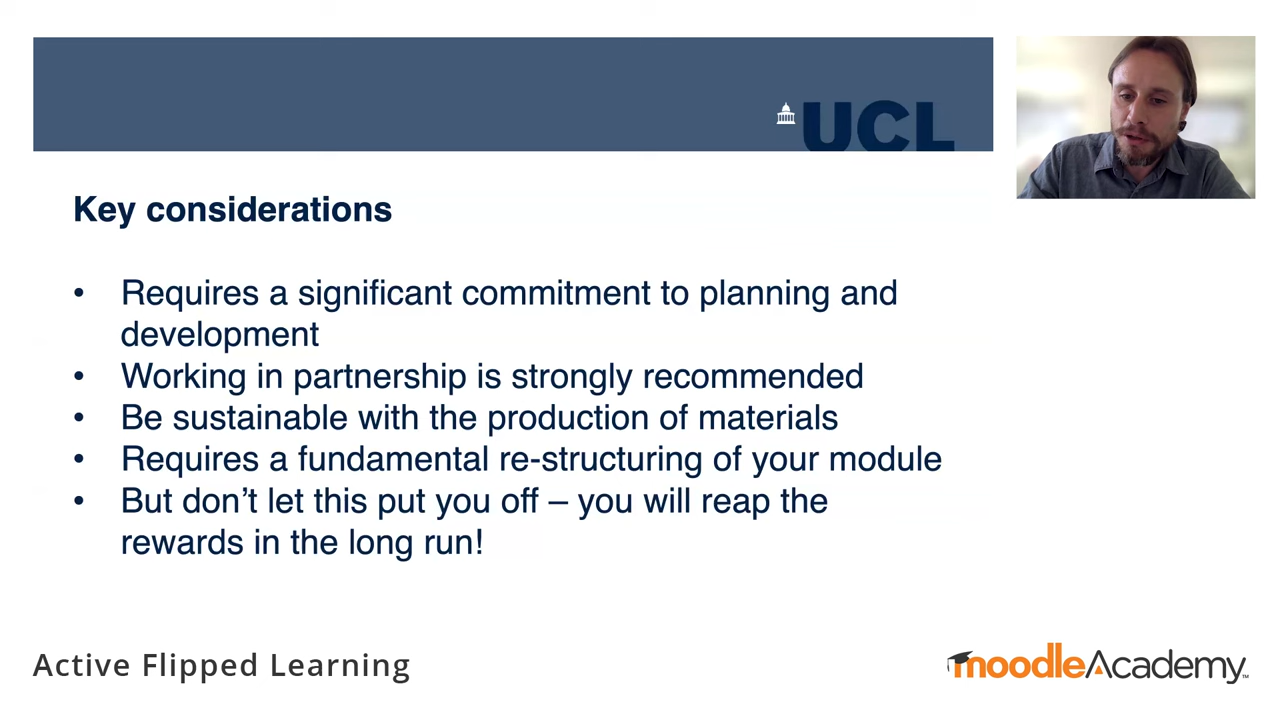 UCL
Key considerations
• Requires a significant commitment to planning and
development
• Working in partnership is strongly recommended
• Be sustainable with the production of materials
• Requires a fundamental re-structuring of your module
• But don’t let this put you off – you will reap the
rewards in the long run!
Active Flipped Learning
moodleAcademy™